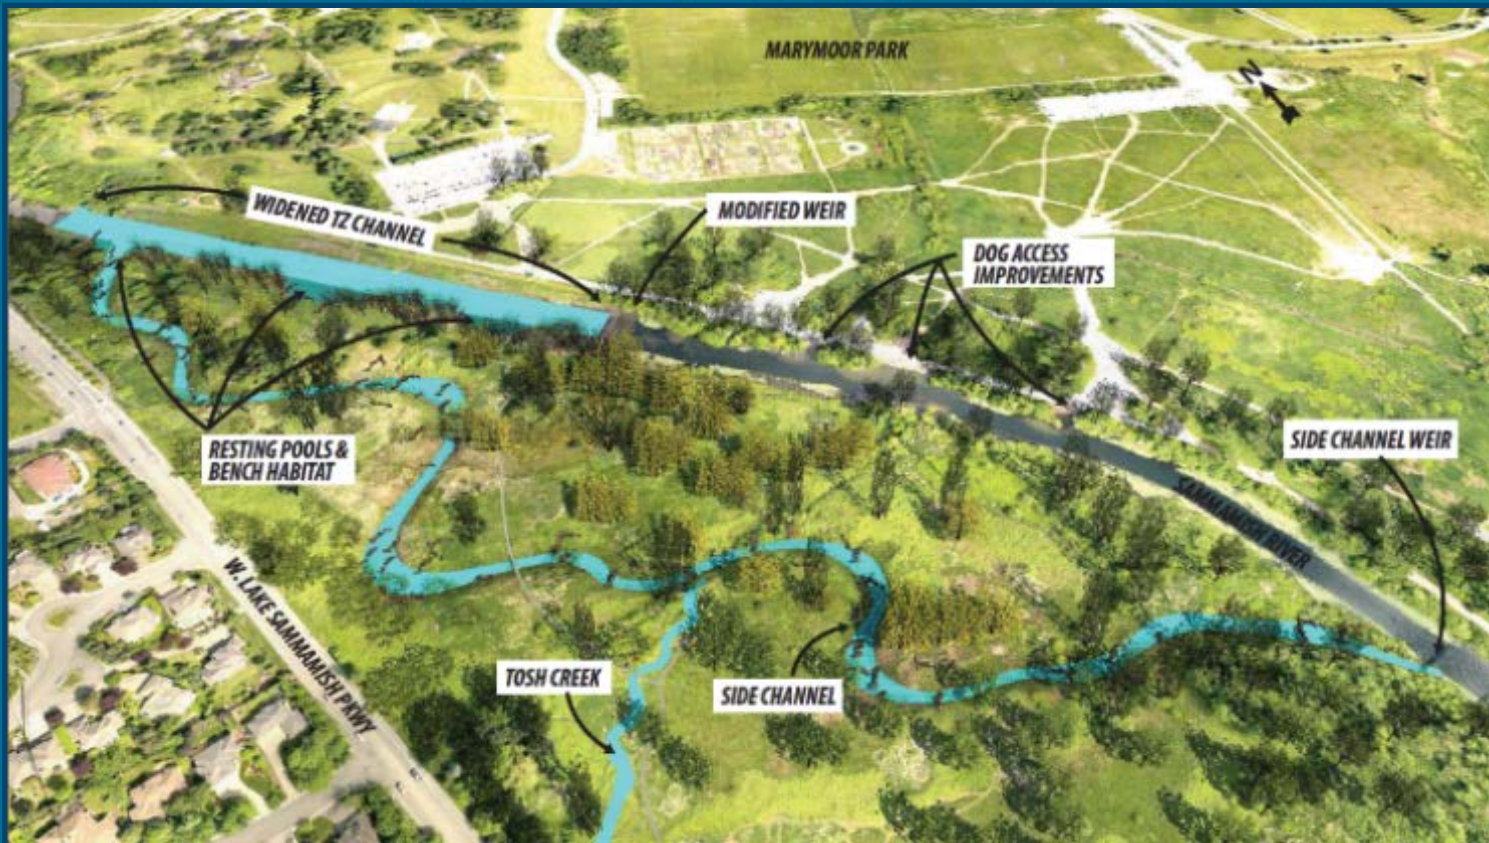 MARYMOOR PARK
N
WIDENED TZ CHANNEL
MODIFIED WEIR
DOG ACCESS
IMPROVEMENTS
SIDE CHANNEL WEIR
RESTING POOLS &
BENCH HABITAT
SAMMAMISH RIVER
W. LAKE SAMMAMISH PKWY
TOSH CREEK
SIDE CHANNEL